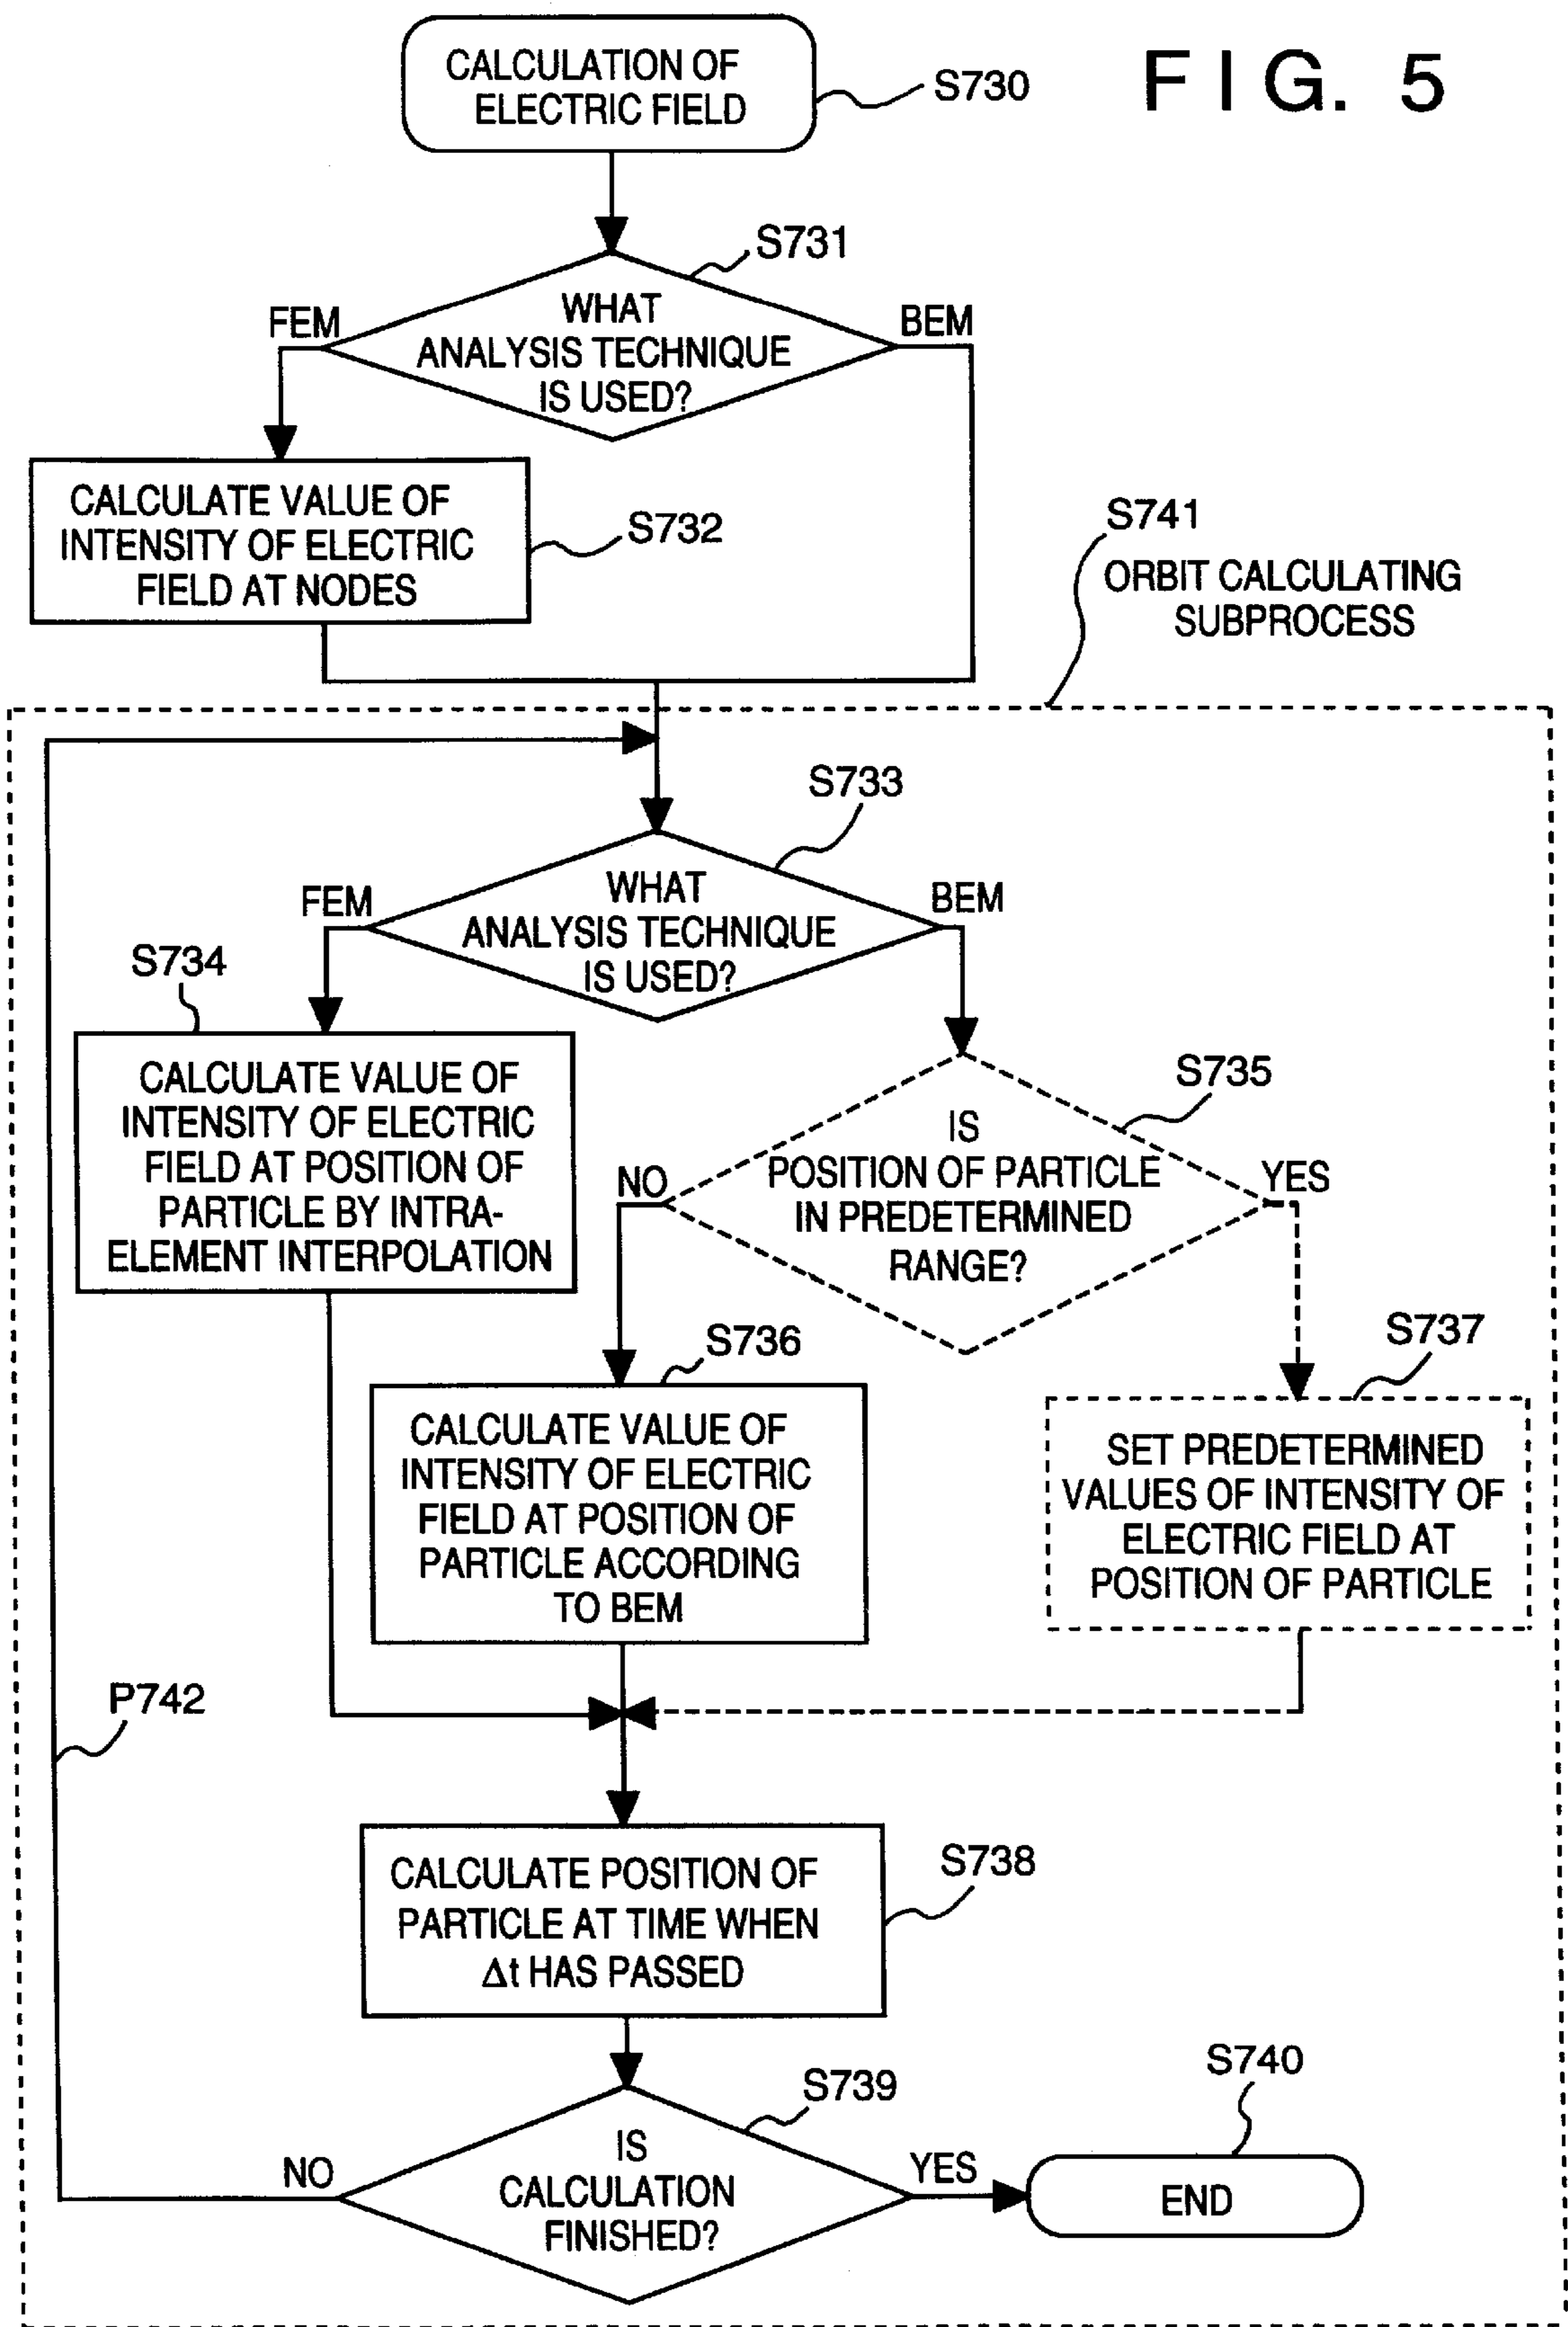 CALCULATION OF
ELECTRIC FIELD
S730
FIG. 5
S731
FEM
WHAT
ANALYSIS TECHNIQUE
IS USED?
BEM
CALCULATE VALUE OF
INTENSITY OF ELECTRIC
FIELD AT NODES
S732
S741
ORBIT CALCULATING
SUBPROCESS
S733
FEM
WHAT
ANALYSIS TECHNIQUE
IS USED?
BEM
S734
CALCULATE VALUE OF
INTENSITY OF ELECTRIC
FIELD AT POSITION OF
PARTICLE BY INTRA-
ELEMENT INTERPOLATION
S735
NO
IS
POSITION OF PARTICLE
IN PREDETERMINED
RANGE?
YES
S736
CALCULATE VALUE OF
INTENSITY OF ELECTRIC
FIELD AT POSITION OF
PARTICLE ACCORDING
TO BEM
S737
SET PREDETERMINED
VALUES OF INTENSITY OF
ELECTRIC FIELD AT
POSITION OF PARTICLE
P742
CALCULATE POSITION OF
PARTICLE AT TIME WHEN
Δt HAS PASSED
S738
S739
NO
IS
CALCULATION
FINISHED?
YES
S740
END